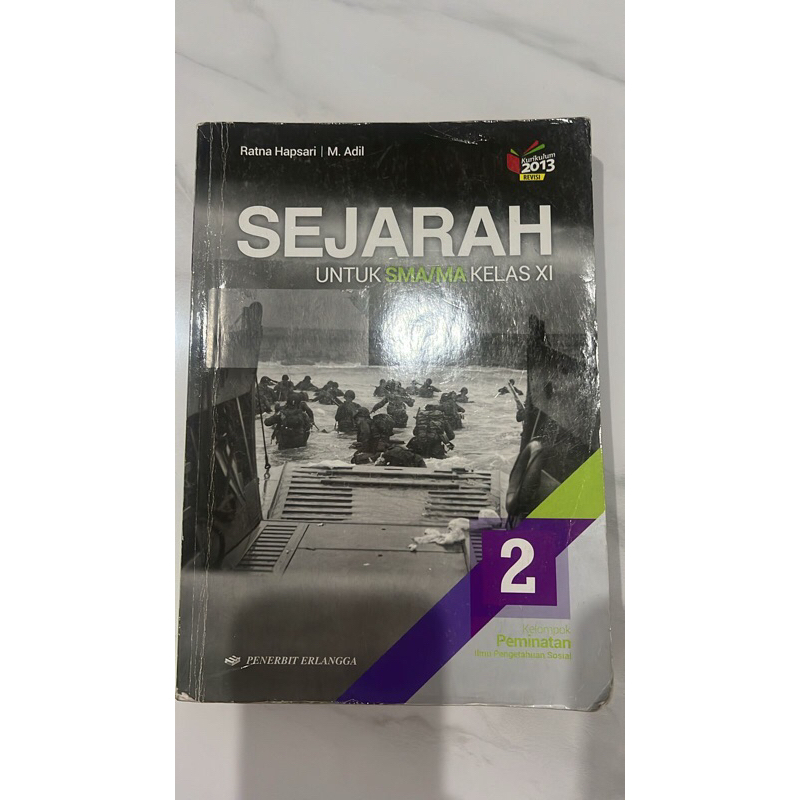 Ratna Hapsari | M. Adil
Kurikulum
2013
REVISI
SEJARAH
UNTUK SMA/MA KELAS XI
2
Kelompok
Peminatan
Ilmu Pengetahuan Sosial
PENERBIT ERLANGGA